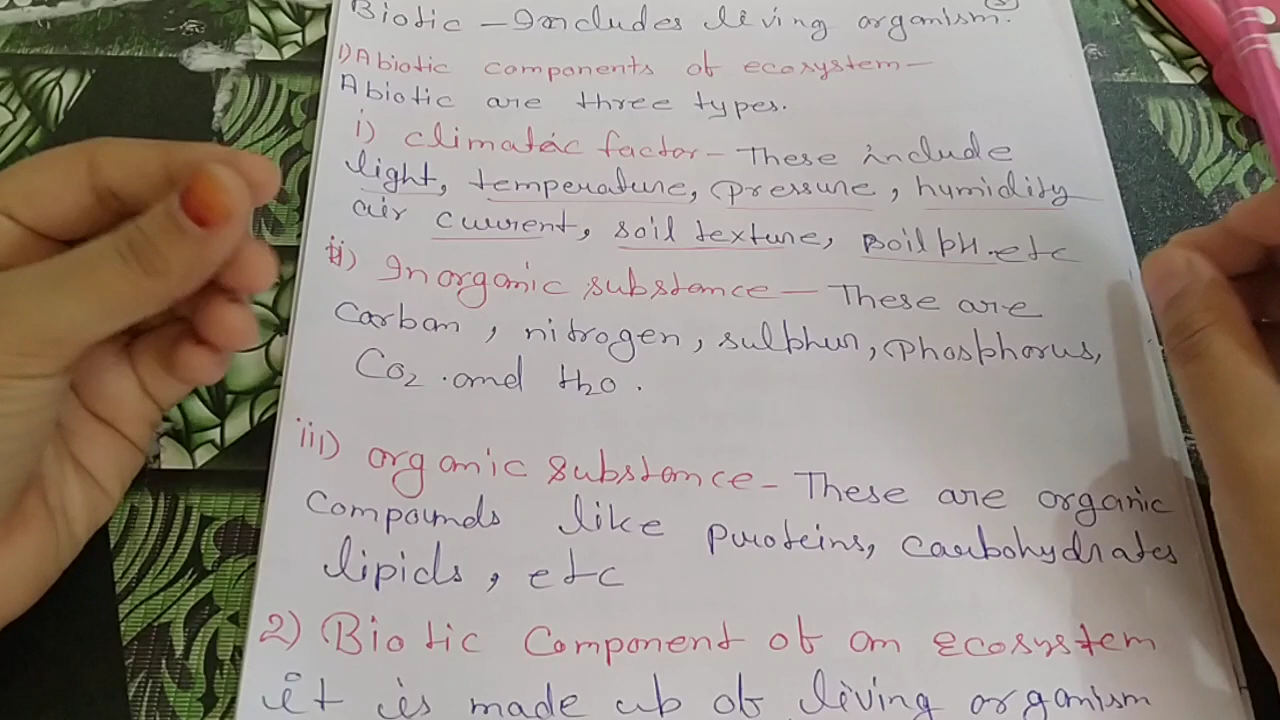 Biotic - Includes living organism.
1) Abiotic components of ecosystem-
Abiotic are three types.
i) climatic factor - These include
light, temperature, pressure, humidity
air current, soil texture, soil pH.etc
ii) Inorganic substance - These are
carbon, nitrogen, sulphur, phosphorus,
CO2 .and H2O.
iii) organic substance - These are organic
compounds like proteins, carbohydrates
lipids, etc
2) Biotic Component of an ecosystem
it is made up of living organism